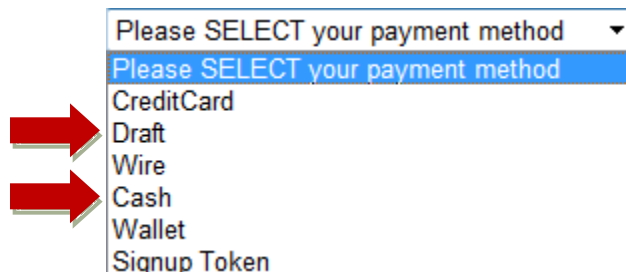 Please SELECT your payment method
Please SELECT your payment method
CreditCard
Draft
Wire
Cash
Wallet
Signup Token